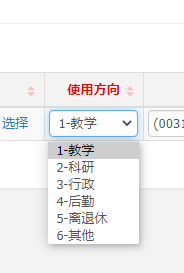 使用方向
选择 1-教学 (0031
1-教学
2-科研
3-行政
4-后勤
5-离退休
6-其他